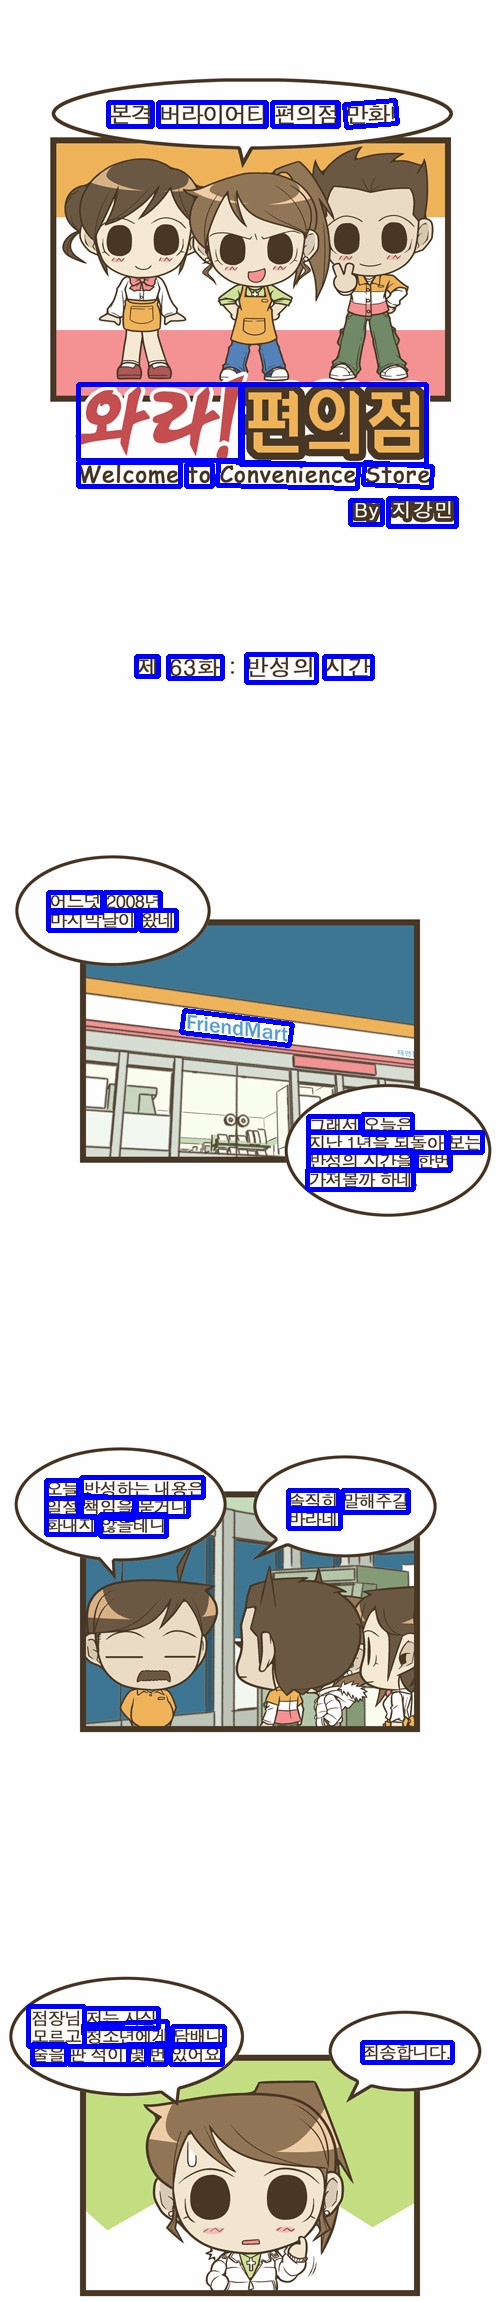 본격 버라이어티 편의점 만화!
와라! 편의점
Welcome to Convenience Store
By 지강민
제 63화 : 반성의 시간
어느덧 2008년
마지막날이 왔네
FriendMart
그래서 오늘은
지난 1년을 되돌아 보는
반성의 시간을 한번
가져볼까 하네.
오늘 반성하는 내용은
일절 책임을 묻거나
화내지 않을테니
솔직히 말해주길
바라네
점장님 저는 사실
모르고 청소년에게 담배나
술을 판 적이 몇 번 있어요
죄송합니다.